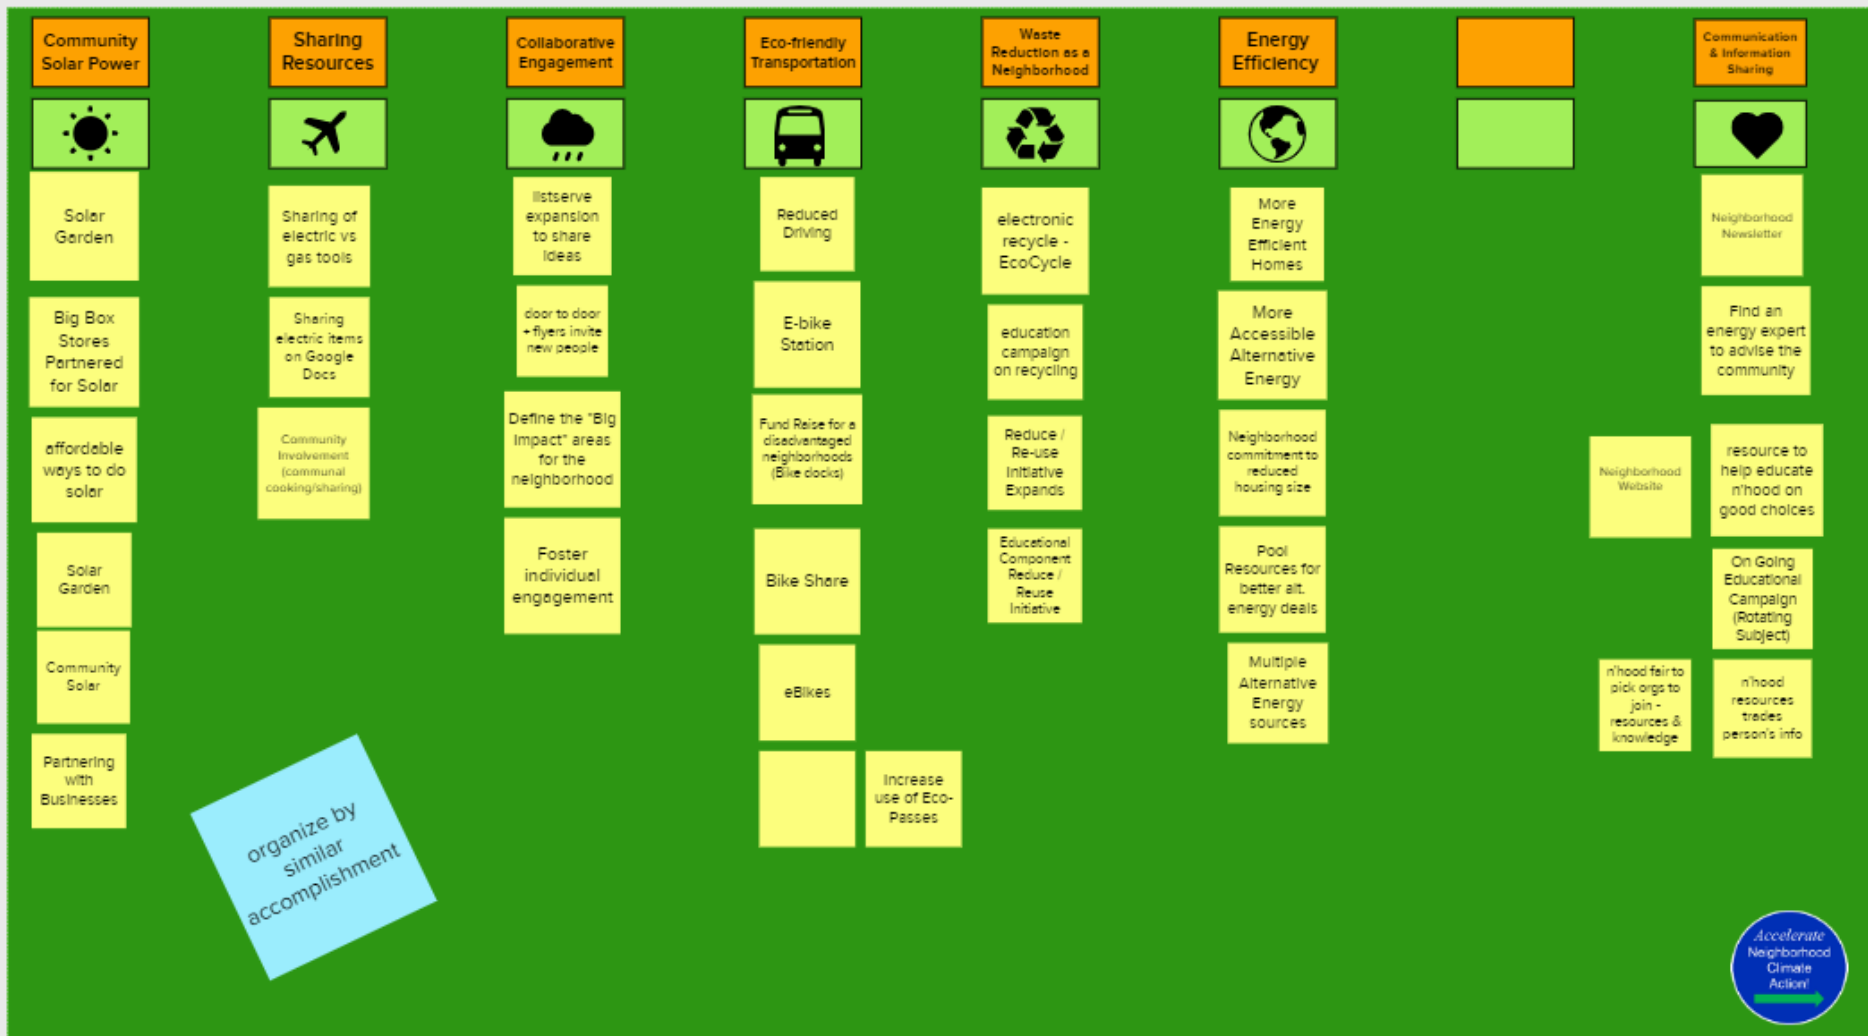 Community
Solar Power
Sharing
Resources
Collaborative
Engagement
Eco-friendly
Transportation
Waste
Reduction as a
Neighborhood
Energy
Efficiency
Communication
& Information
Sharing
Solar
Garden
Big Box
Stores
Partnered
for Solar
affordable
ways to do
solar
Solar
Garden
Community
Solar
Partnering
with
Businesses
Sharing of
electric vs
gas tools
Sharing
electric items
on Google
Docs
Community
Involvement
(communal
cooking/sharing)
organize by
similar
accomplishment
listserve
expansion
to share
ideas
door to door
+ flyers invite
new people
Define the "Big
Impact" areas
for the
neighborhood
Foster
individual
engagement
Reduced
Driving
E-bike
Station
Fund Raise for a
disadvantaged
neighborhoods
(Bike docks)
Bike Share
eBikes
Increase
use of Eco-
Passes
electronic
recycle -
EcoCycle
education
campaign
on recycling
Reduce /
Re-use
Initiative
Expands
Educational
Component
Reduce /
Reuse
Initiative
More
Energy
Efficient
Homes
More
Accessible
Alternative
Energy
Neighborhood
commitment to
reduced
housing size
Pool
Resources for
better alt.
energy deals
Multiple
Alternative
Energy
sources
Neighborhood
Newsletter
Find an
energy expert
to advise the
community
Neighborhood
Website
resource to
help educate
n'hood on
good choices
On Going
Educational
Campaign
(Rotating
Subject)
n'hood fair to
pick orgs to
join -
resources &
knowledge
n'hood
resources
trades
person's info
Accelerate
Neighborhood
Climate
Action!